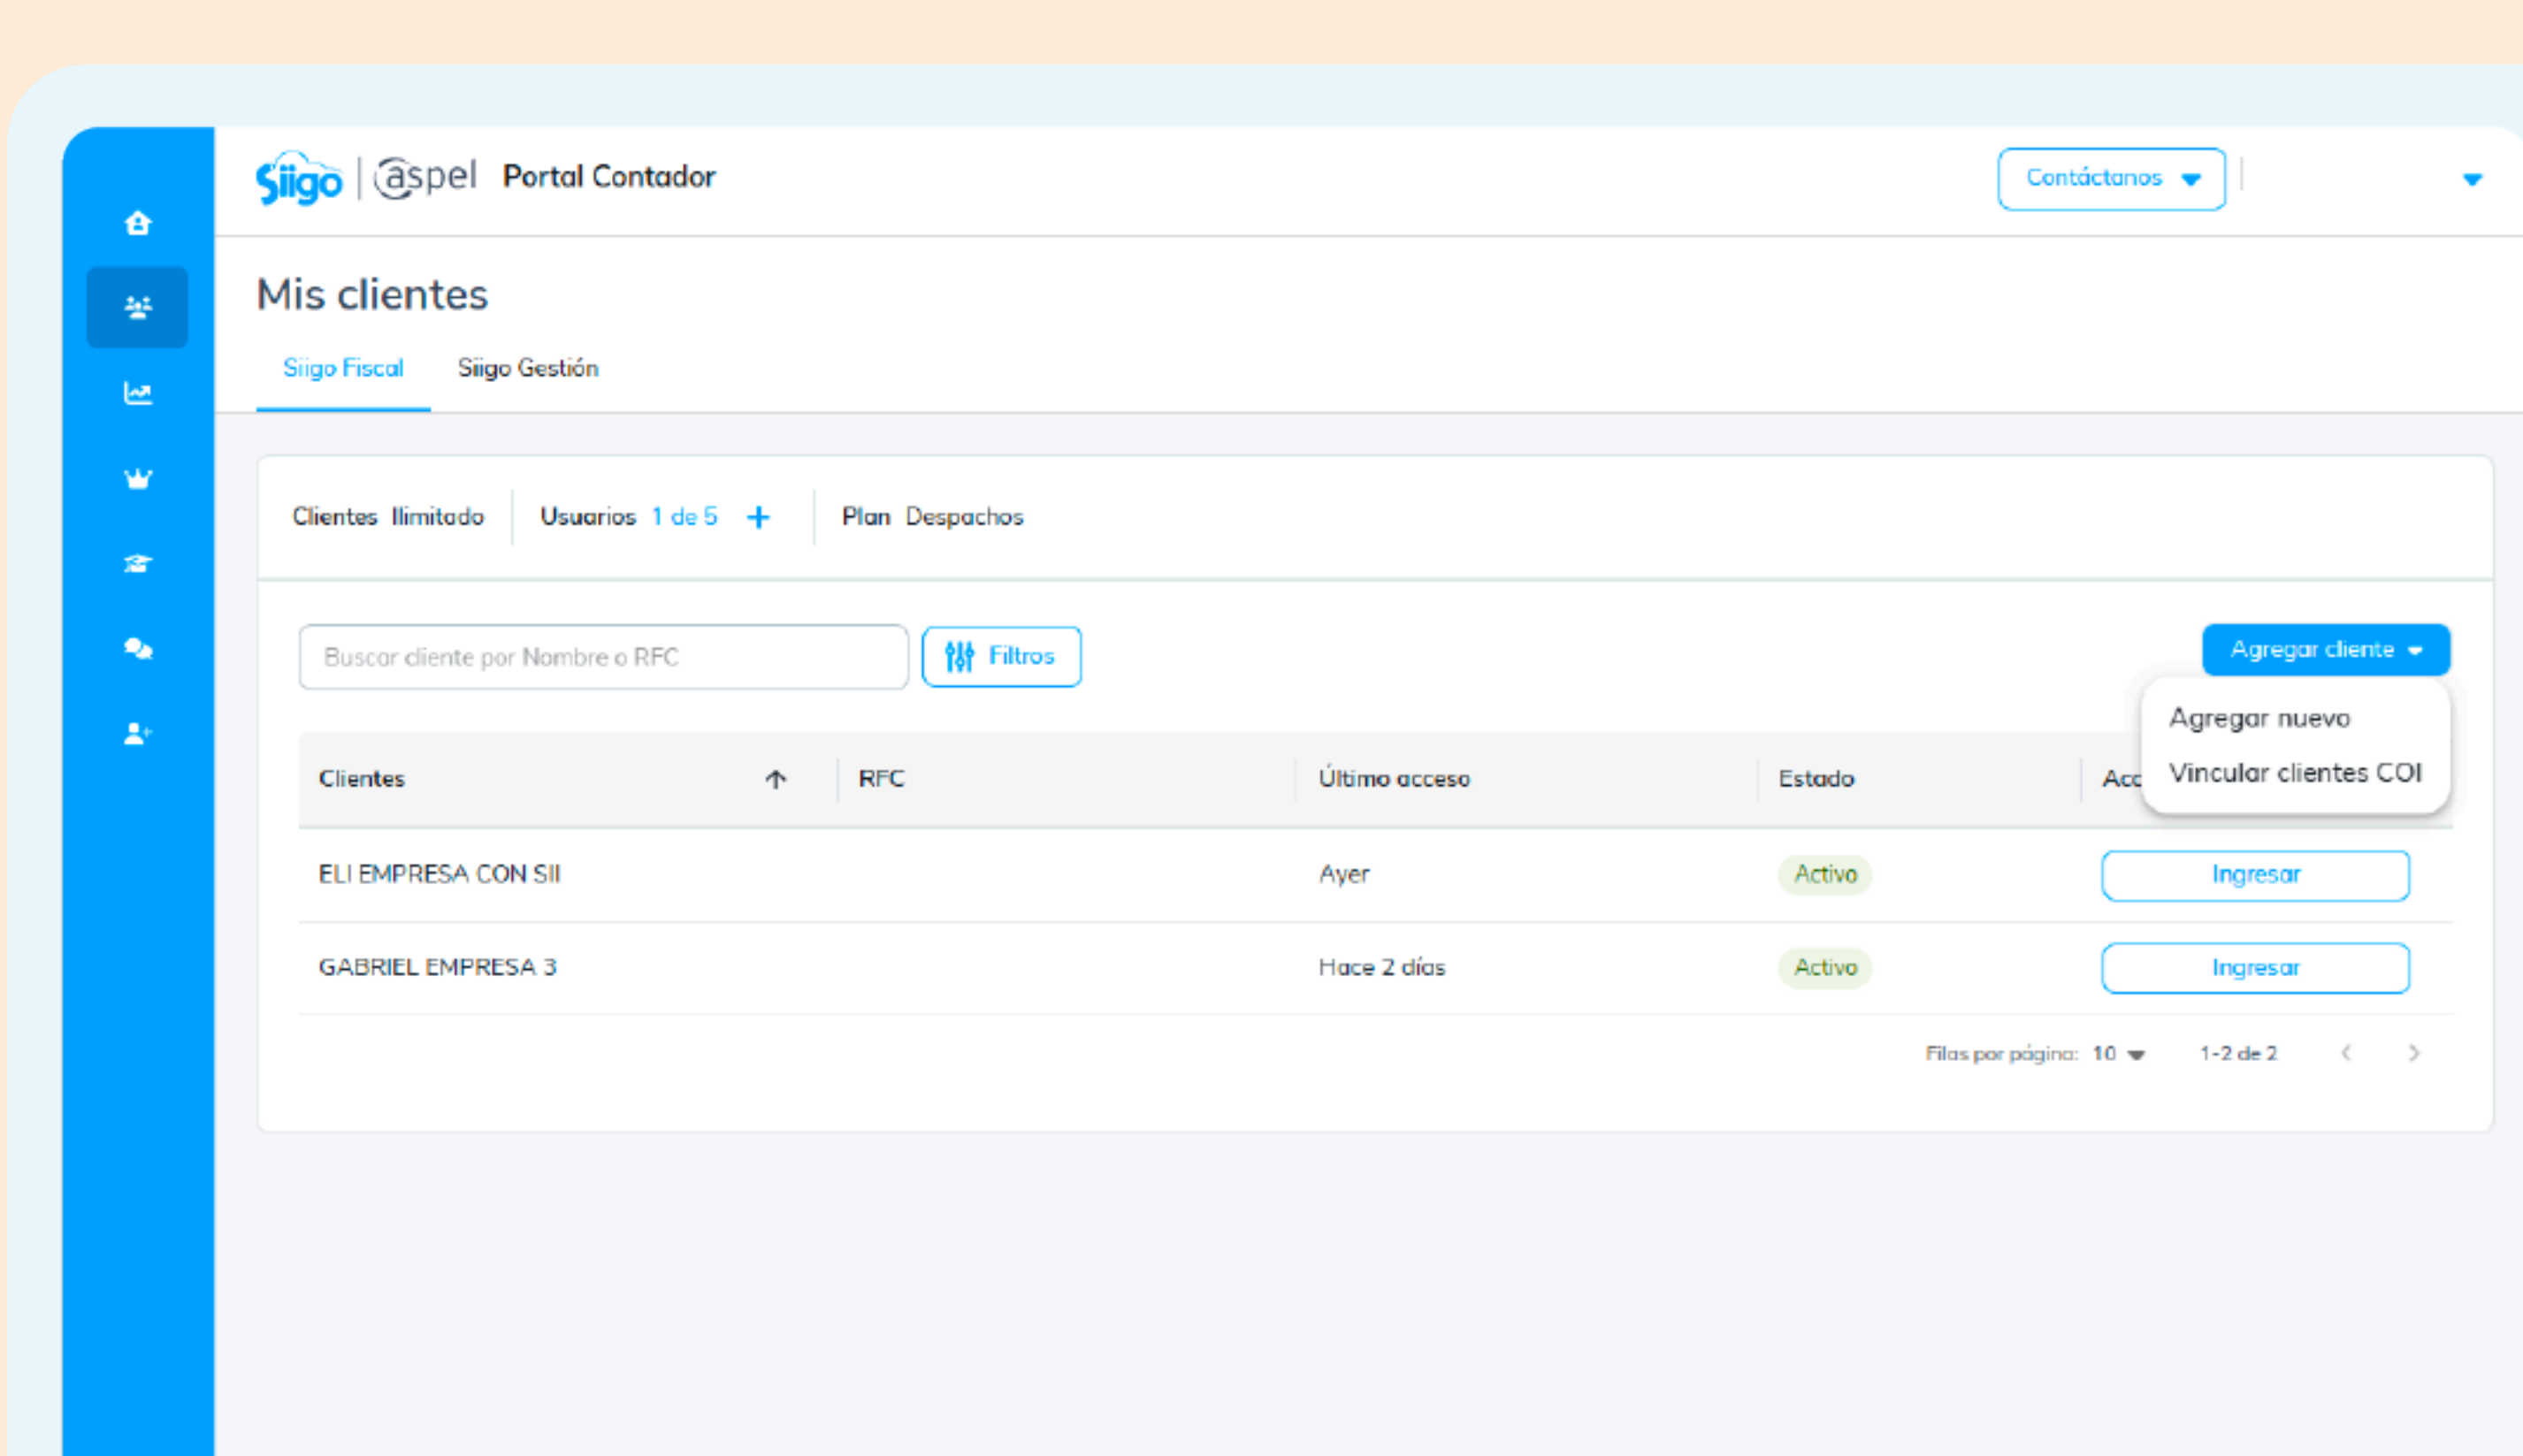 Siigo | aspel Portal Contador
Contáctanos
Mis clientes
Siigo Fiscal Siigo Gestión
Clientes Ilimitado Usuarios 1 de 5 + Plan Despachos
Buscar cliente por Nombre o RFC Filtros Agregar cliente
Agregar nuevo
Vincular clientes COI
Clientes RFC Último acceso Estado Acc
ELI EMPRESA CON SII Ayer Activo Ingresar
GABRIEL EMPRESA 3 Hace 2 días Activo Ingresar
Filas por página: 10 1-2 de 2